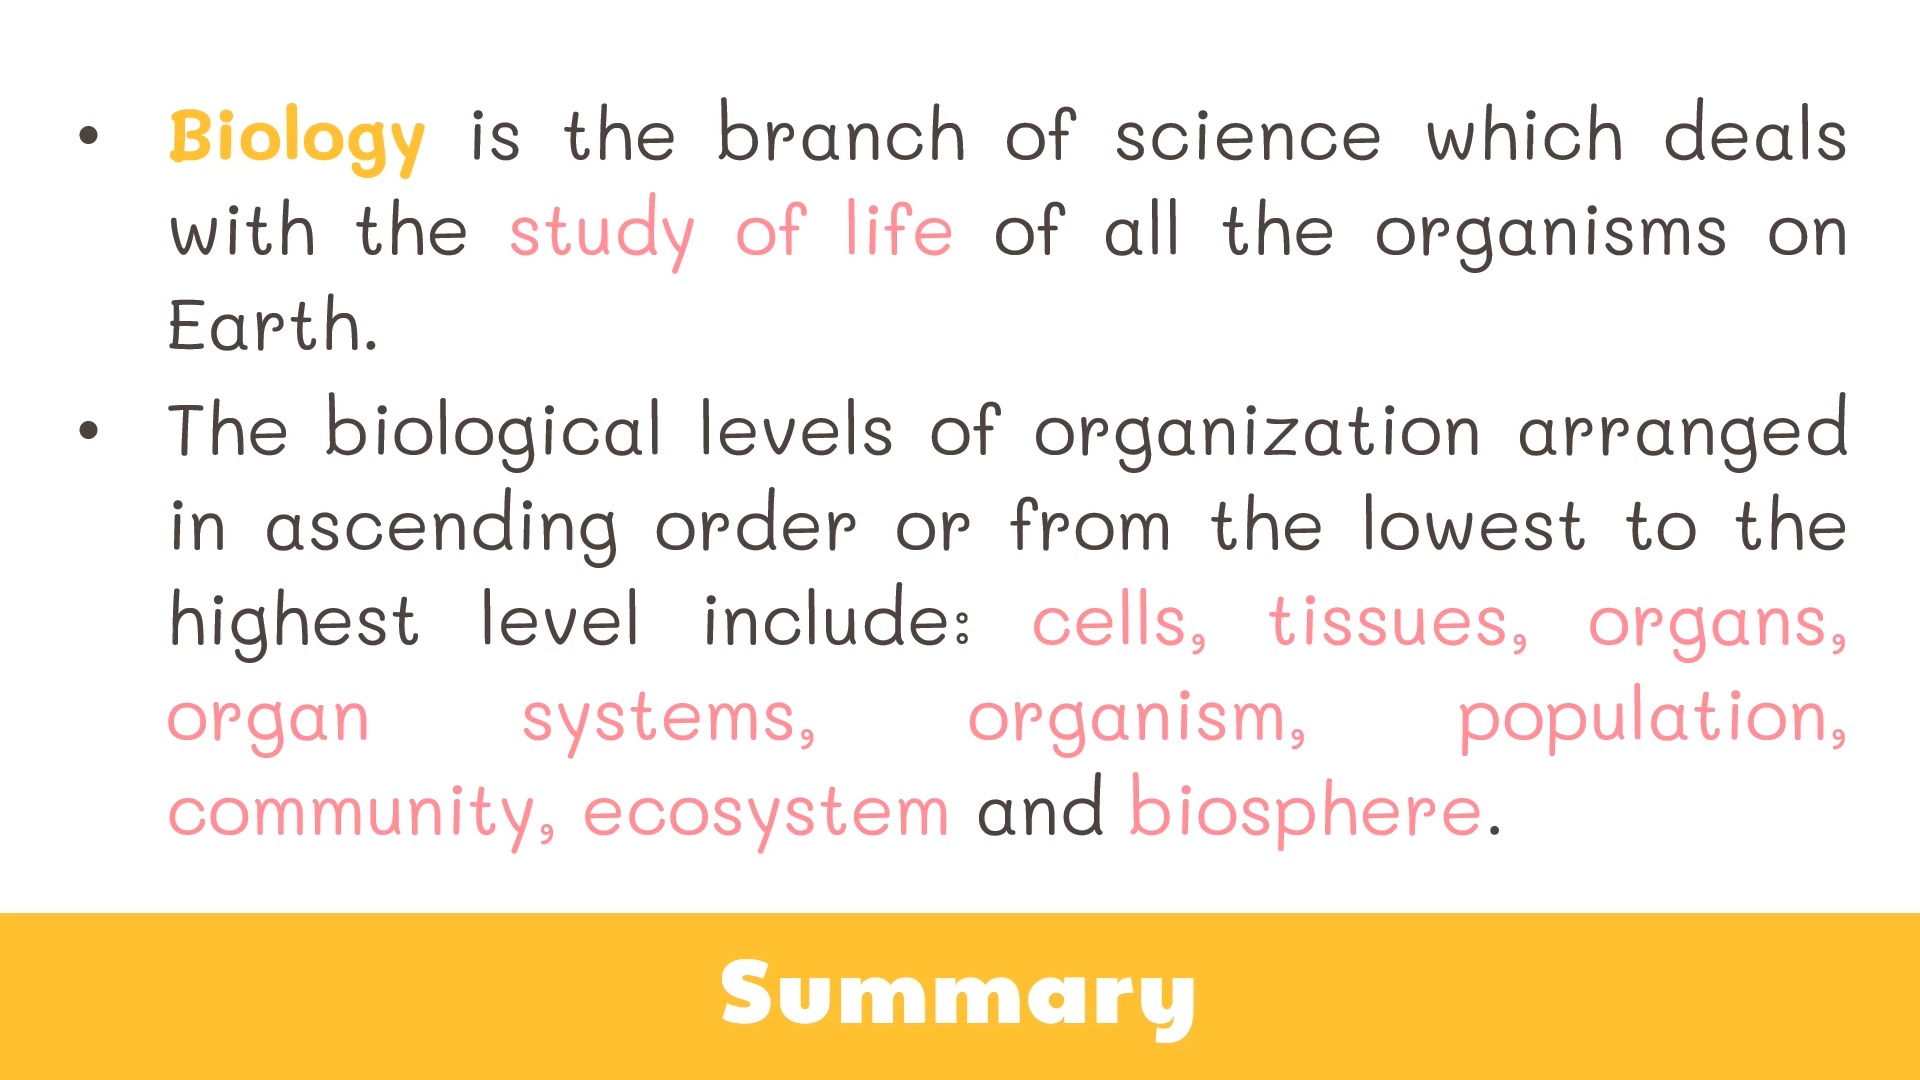 • Biology is the branch of science which deals
with the study of life of all the organisms on
Earth.
• The biological levels of organization arranged
in ascending order or from the lowest to the
highest level include: cells, tissues, organs,
organ systems, organism, population,
community, ecosystem and biosphere.
Summary